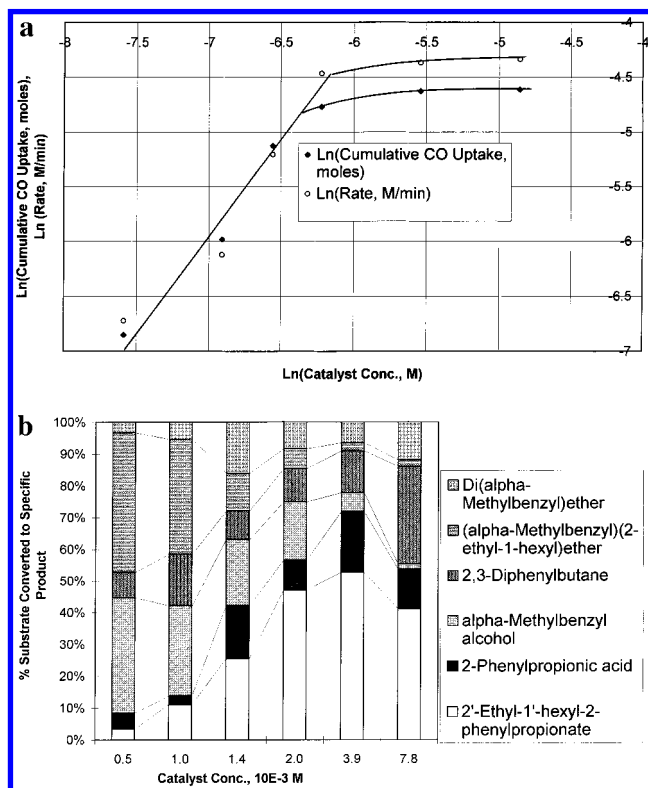 a
-8 -7.5 -7 -6.5 -6 -5.5 -5 -4.5 -4
-4
-4.5
-5
-5.5
-6
-6.5
-7
Ln(Cumulative CO Uptake, moles),
Ln (Rate, M/min)
Ln(Cumulative CO Uptake,
moles)
Ln(Rate, M/min)
Ln(Catalyst Conc., M)
b
100%
90%
80%
70%
60%
50%
40%
30%
20%
10%
0%
% Substrate Converted to Specific
Product
0.5 1.0 1.4 2.0 3.9 7.8
Catalyst Conc., 10E-3 M
Di(alpha-
Methylbenzyl)ether
(alpha-Methylbenzyl)(2-
ethyl-1-hexyl)ether
2,3-Diphenylbutane
alpha-Methylbenzyl
alcohol
2-Phenylpropionic acid
2'-Ethyl-1'-hexyl-2-
phenylpropionate